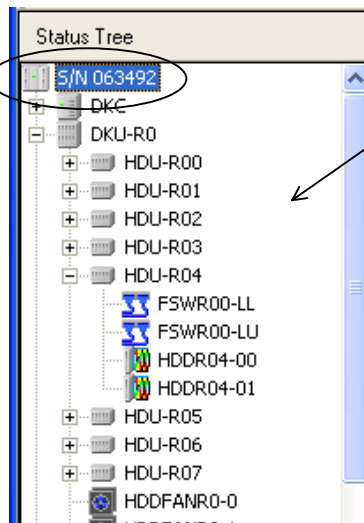 Status Tree
S/N 063492
DKC
DKU-R0
HDU-R00
HDU-R01
HDU-R02
HDU-R03
HDU-R04
FSWR00-LL
FSWR00-LU
HDDR04-00
HDDR04-01
HDU-R05
HDU-R06
HDU-R07
HDDFANR0-0